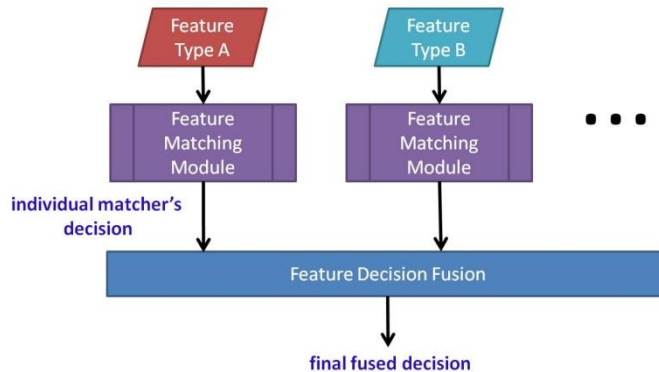 Feature
Type A
Feature
Type B
Feature
Matching
Module
Feature
Matching
Module
individual matcher's
decision
Feature Decision Fusion
final fused decision